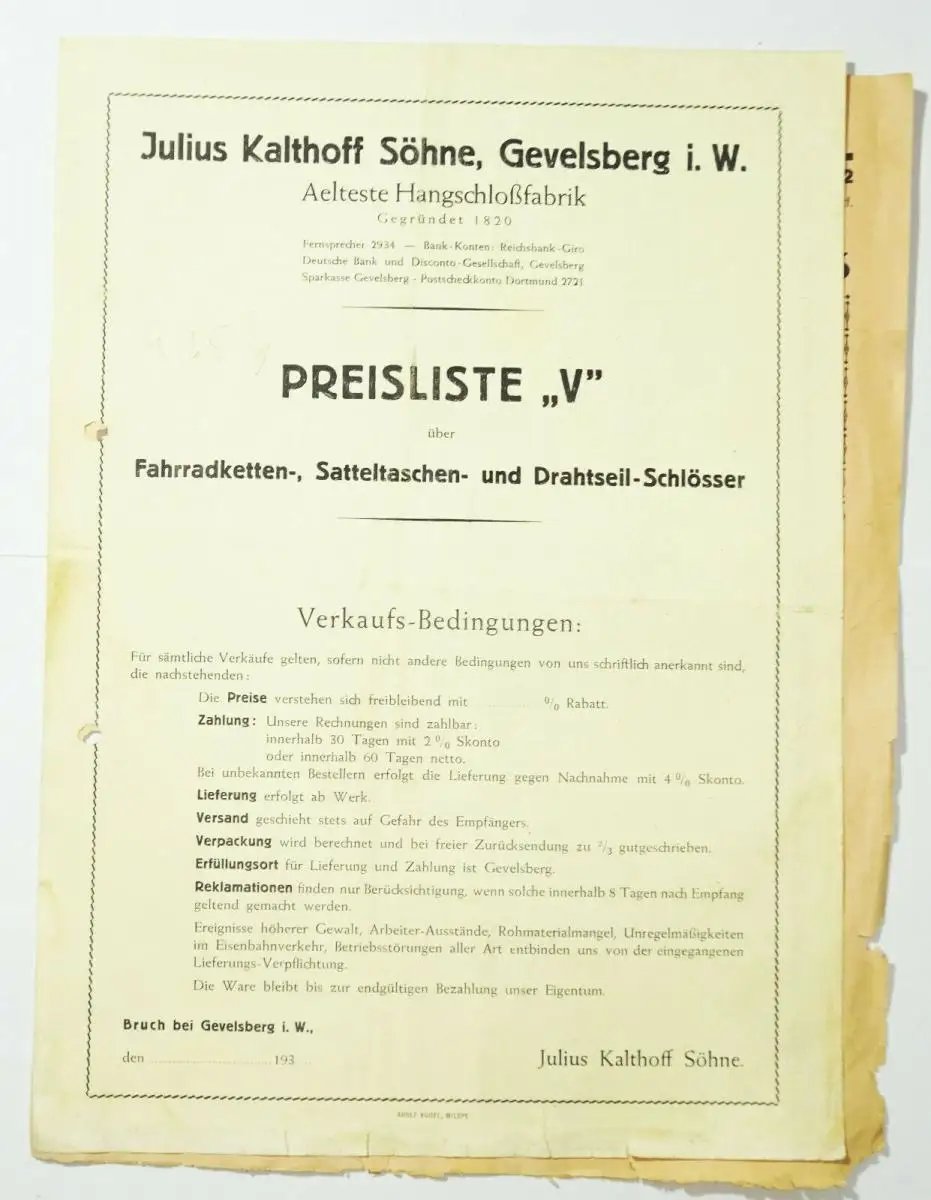 Julius Kalthoff Söhne, Gevelsberg i. W.
Aelteste Hangschloßfabrik
Gegründet 1820
Fernsprecher 2934 — Bank-Konten: Reichsbank-Giro
Deutsche Bank und Disconto-Gesellschaft, Gevelsberg
Sparkasse Gevelsberg - Postscheckkonto Dortmund 2721
PREISLISTE „V”
über
Fahrradketten-, Satteltaschen- und Drahtseil-Schlösser
Verkaufs-Bedingungen:
Für sämtliche Verkäufe gelten, sofern nicht andere Bedingungen von uns schriftlich anerkannt sind,
die nachstehenden:
Die Preise verstehen sich freibleibend mit ........... % Rabatt.
Zahlung: Unsere Rechnungen sind zahlbar:
innerhalb 30 Tagen mit 2 % Skonto
oder innerhalb 60 Tagen netto.
Bei unbekannten Bestellern erfolgt die Lieferung gegen Nachnahme mit 4 % Skonto.
Lieferung erfolgt ab Werk.
Versand geschieht stets auf Gefahr des Empfängers.
Verpackung wird berechnet und bei freier Zurücksendung zu 2/3 gutgeschrieben.
Erfüllungsort für Lieferung und Zahlung ist Gevelsberg.
Reklamationen finden nur Berücksichtigung, wenn solche innerhalb 8 Tagen nach Empfang
geltend gemacht werden.
Ereignisse höherer Gewalt, Arbeiter-Ausstände, Rohmaterialmangel, Unregelmäßigkeiten
im Eisenbahnverkehr, Betriebsstörungen aller Art entbinden uns von der eingegangenen
Lieferungs-Verpflichtung.
Die Ware bleibt bis zur endgültigen Bezahlung unser Eigentum.
Bruch bei Gevelsberg i. W.,
den ........................ 193 ...
Julius Kalthoff Söhne.